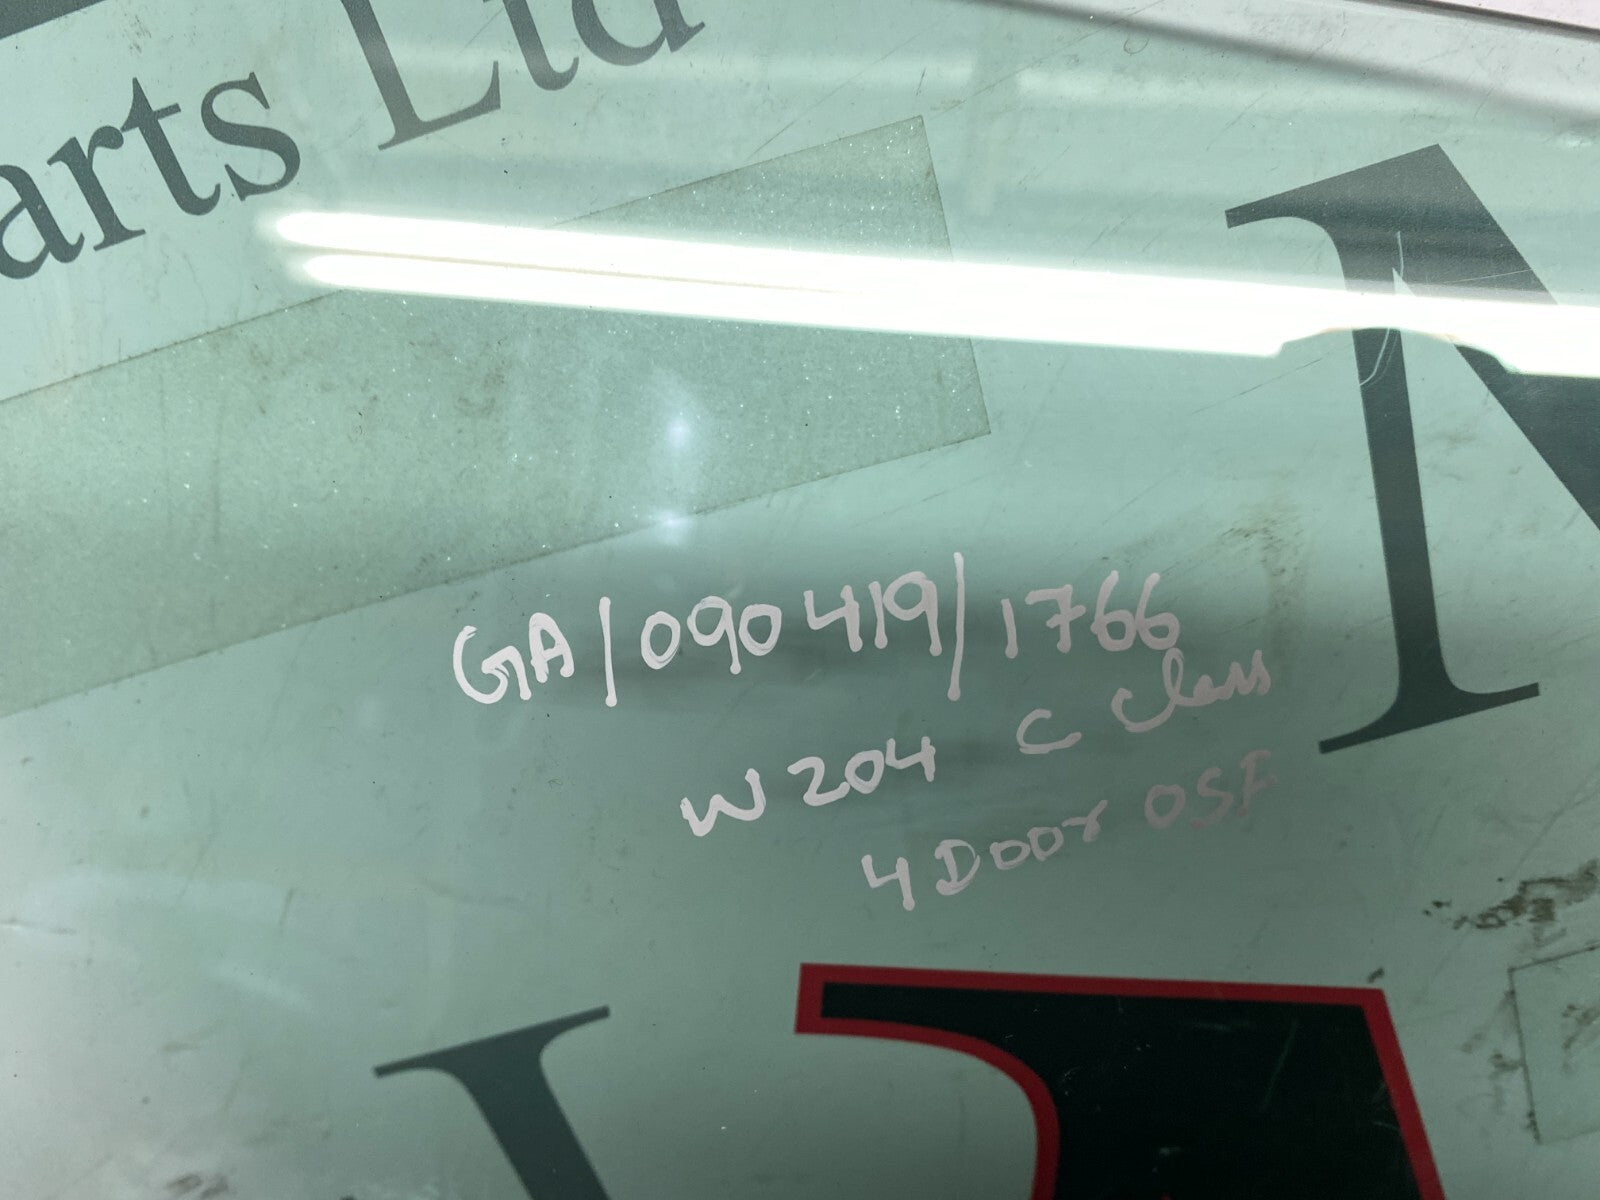 arts Ltd
N
GA/090419/1766
W204 C Class
4 Door OSF